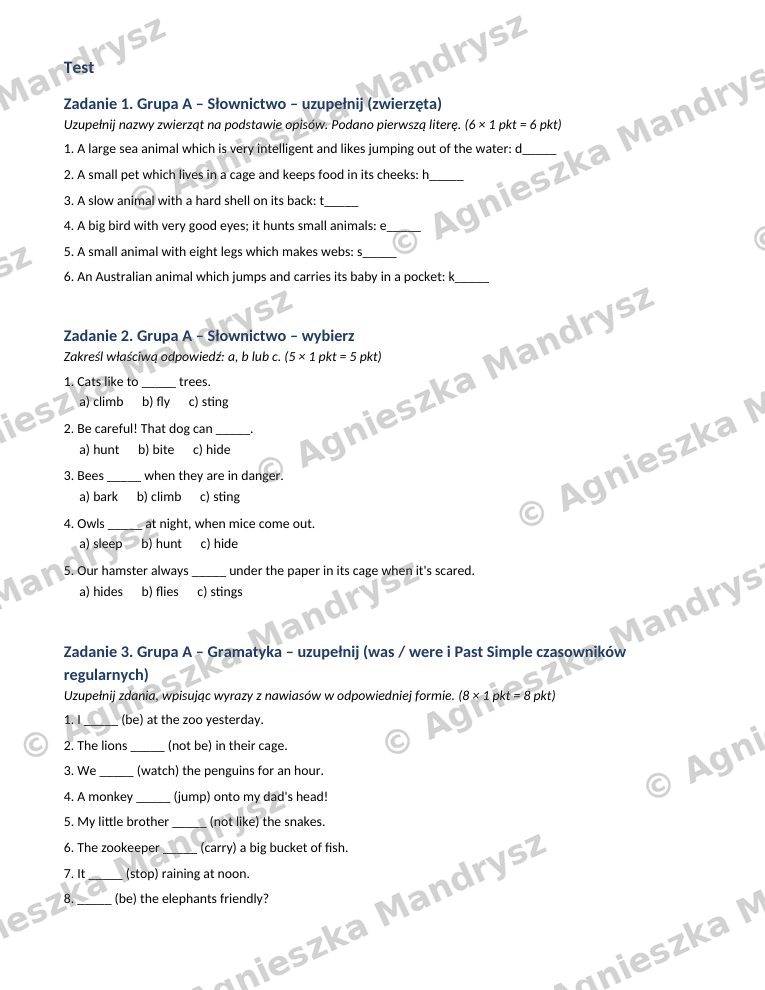 Test
Zadanie 1. Grupa A – Słownictwo – uzupełnij (zwierzęta)
Uzupełnij nazwy zwierząt na podstawie opisów. Podano pierwszą literę. (6 × 1 pkt = 6 pkt)
1. A large sea animal which is very intelligent and likes jumping out of the water: d_____
2. A small pet which lives in a cage and keeps food in its cheeks: h_____
3. A slow animal with a hard shell on its back: t_____
4. A big bird with very good eyes; it hunts small animals: e_____
5. A small animal with eight legs which makes webs: s_____
6. An Australian animal which jumps and carries its baby in a pocket: k_____
Zadanie 2. Grupa A – Słownictwo – wybierz
Zakreśl właściwą odpowiedź: a, b lub c. (5 × 1 pkt = 5 pkt)
1. Cats like to _____ trees.
a) climb b) fly c) sting
2. Be careful! That dog can _____.
a) hunt b) bite c) hide
3. Bees _____ when they are in danger.
a) bark b) climb c) sting
4. Owls _____ at night, when mice come out.
a) sleep b) hunt c) hide
5. Our hamster always _____ under the paper in its cage when it's scared.
a) hides b) flies c) stings
Zadanie 3. Grupa A – Gramatyka – uzupełnij (was / were i Past Simple czasowników
regularnych)
Uzupełnij zdania, wpisując wyrazy z nawiasów w odpowiedniej formie. (8 × 1 pkt = 8 pkt)
1. I _____ (be) at the zoo yesterday.
2. The lions _____ (not be) in their cage.
3. We _____ (watch) the penguins for an hour.
4. A monkey _____ (jump) onto my dad's head!
5. My little brother _____ (not like) the snakes.
6. The zookeeper _____ (carry) a big bucket of fish.
7. It _____ (stop) raining at noon.
8. _____ (be) the elephants friendly?
© Agnieszka Mandrysz